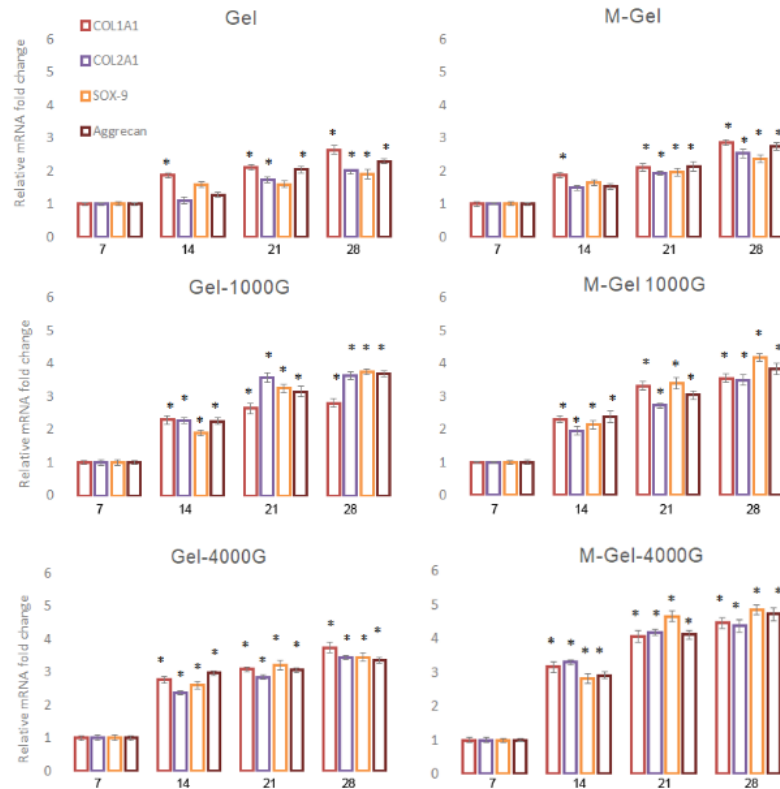 Gel
M-Gel
COL1A1
COL2A1
SOX-9
Aggrecan
Relative mRNA fold change
6
5
4
3
2
1
0
* * * * * * * * *
7 14 21 28
6
5
4
3
2
1
0
* * * * * * * * *
7 14 21 28
Gel-1000G
M-Gel 1000G
Relative mRNA fold change
6
5
4
3
2
1
0
* * * * * * * * * * * *
7 14 21 28
6
5
4
3
2
1
0
* * * * * * * * * * * *
7 14 21 28
Gel-4000G
M-Gel-4000G
Relative mRNA fold change
6
5
4
3
2
1
0
* * * * * * * * * * * *
7 14 21 28
6
5
4
3
2
1
0
* * * * * * * * * * * *
7 14 21 28